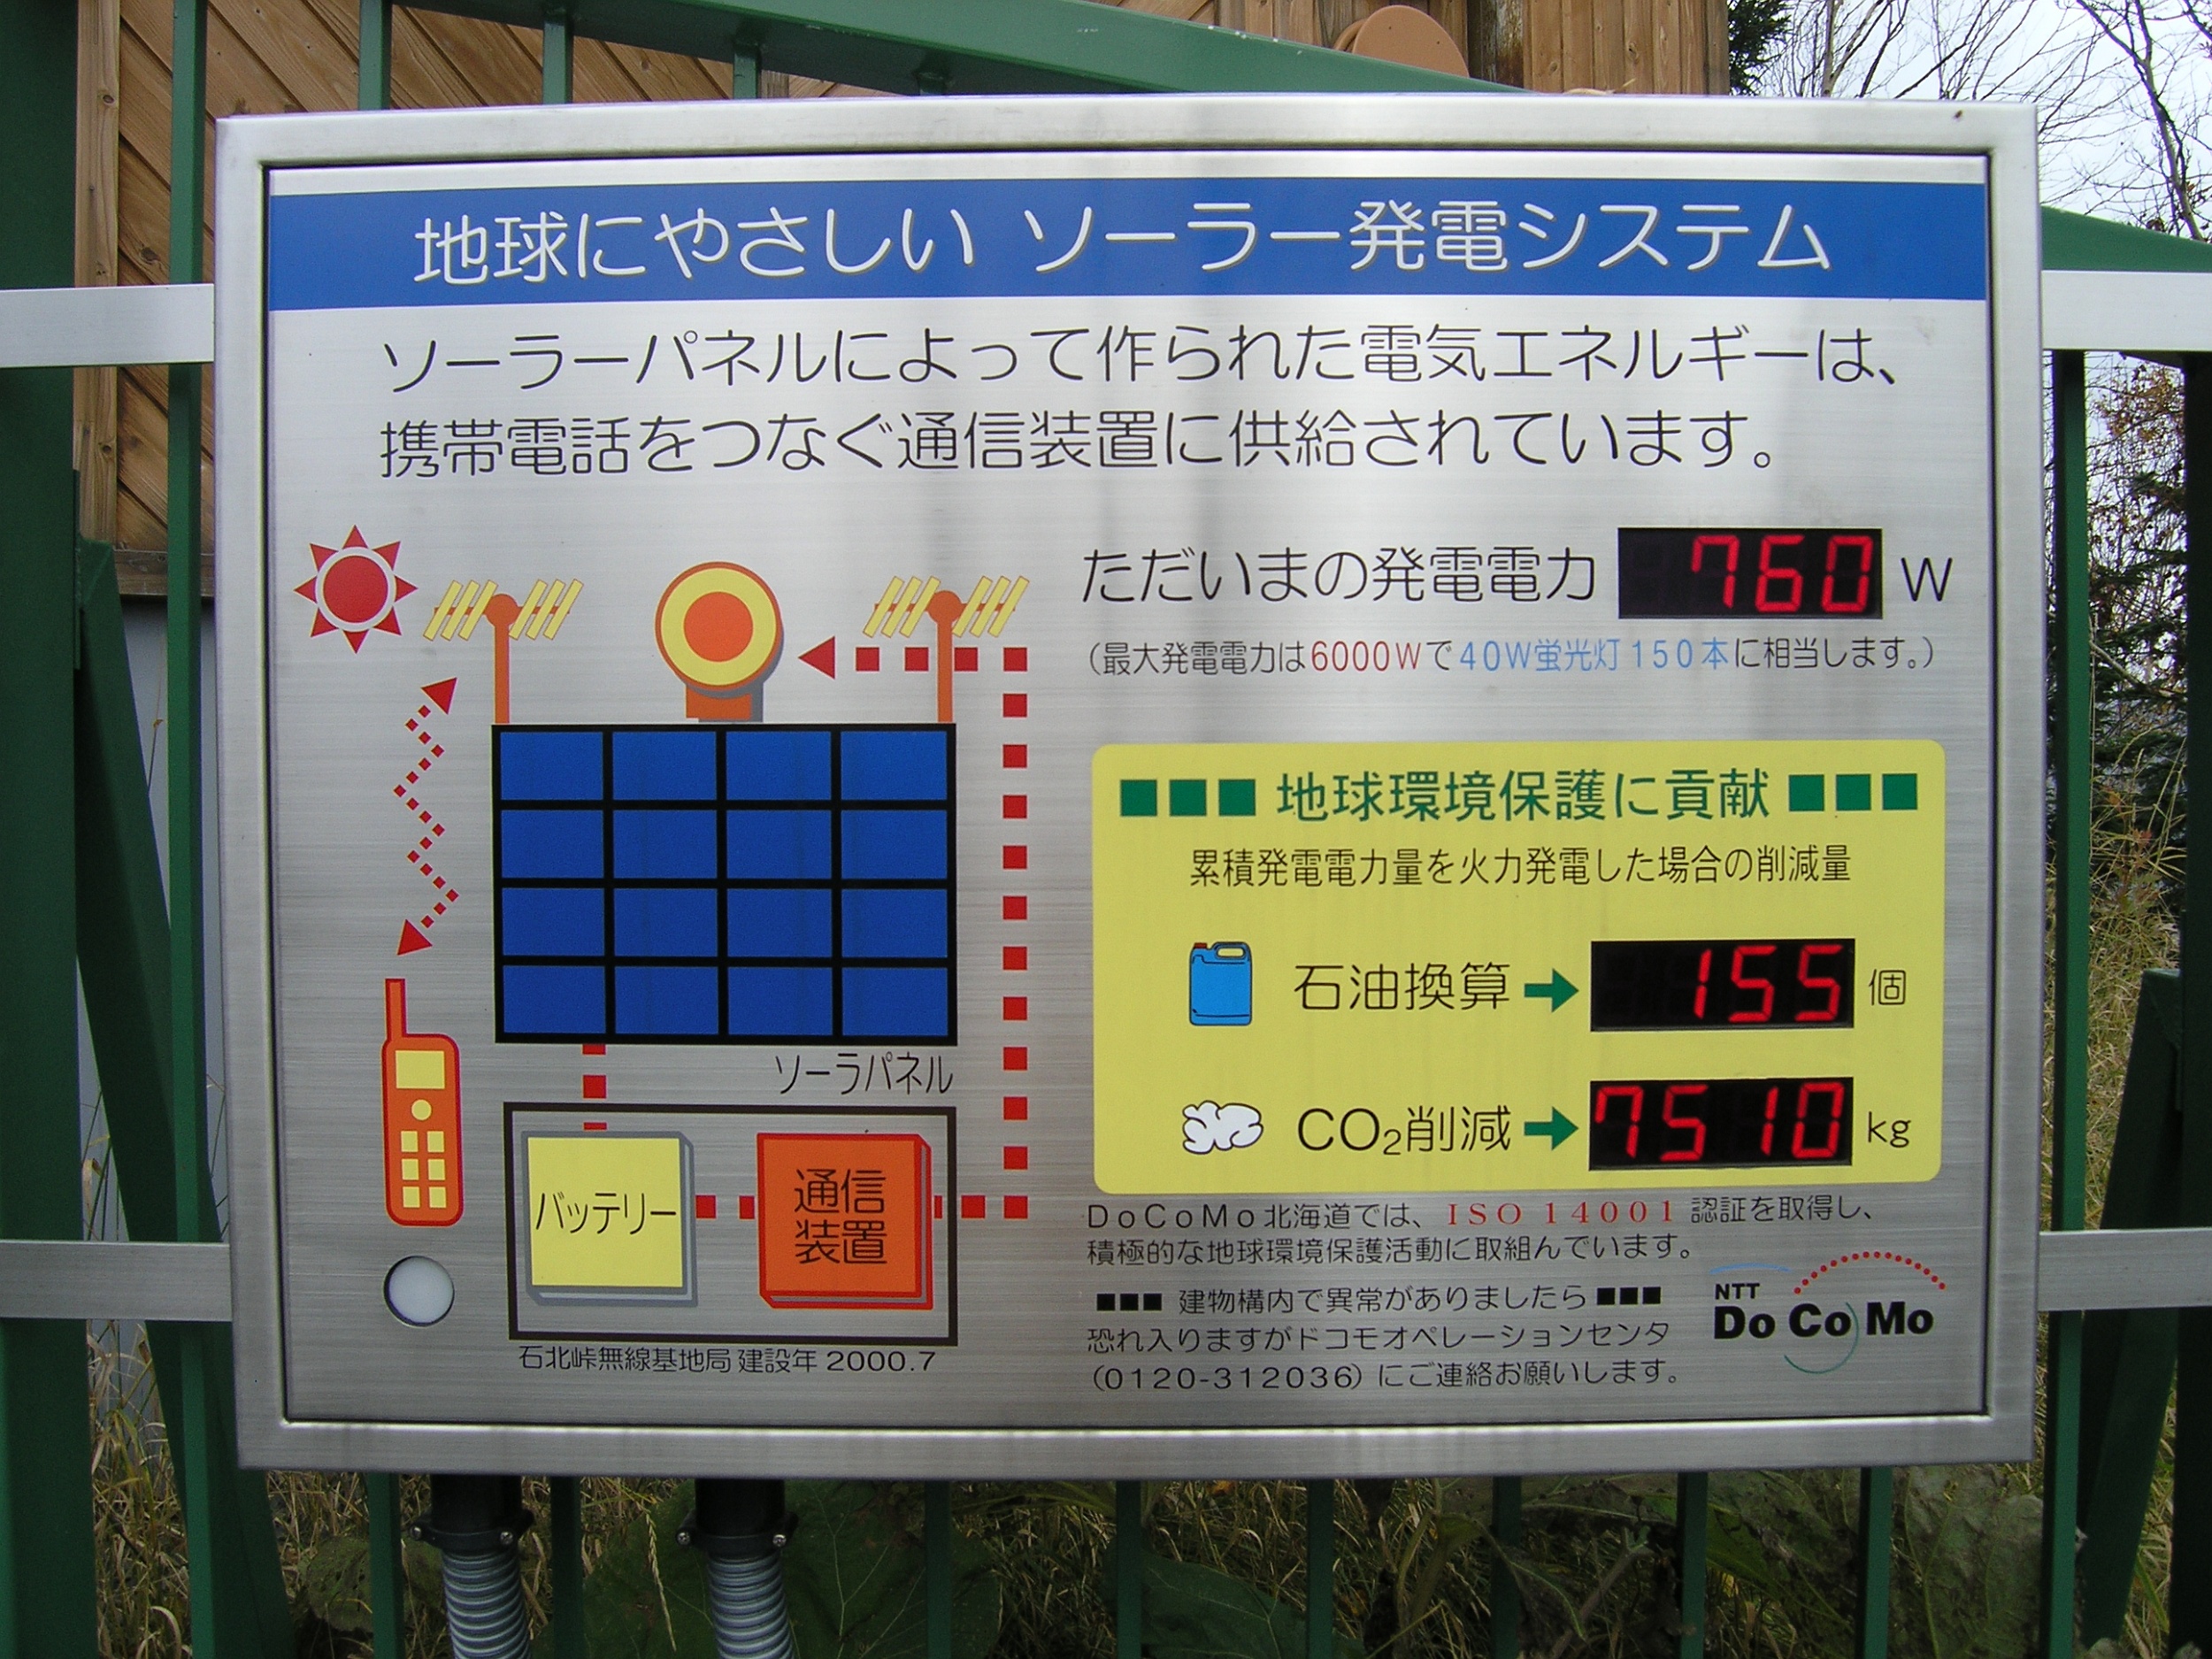 地球にやさしい ソーラー発電システム
ソーラーパネルによって作られた電気エネルギーは、
携帯電話をつなぐ通信装置に供給されています。
ただいまの発電電力 760 W
(最大発電電力は6000Wで40W蛍光灯150本に相当します。)
■■■ 地球環境保護に貢献 ■■■
累積発電電力量を火力発電した場合の削減量
石油換算 → 155 個
CO₂削減 → 7510 kg
ソーラパネル
バッテリー
通信
装置
石北峠無線基地局 建設年 2000.7
DoCoMo北海道では、ISO 14001 認証を取得し、
積極的な地球環境保護活動に取組んでいます。
■■■ 建物構内で異常がありましたら ■■■
恐れ入りますがドコモオペレーションセンタ
(0120-312036) にご連絡お願いします。
NTT
DoCoMo